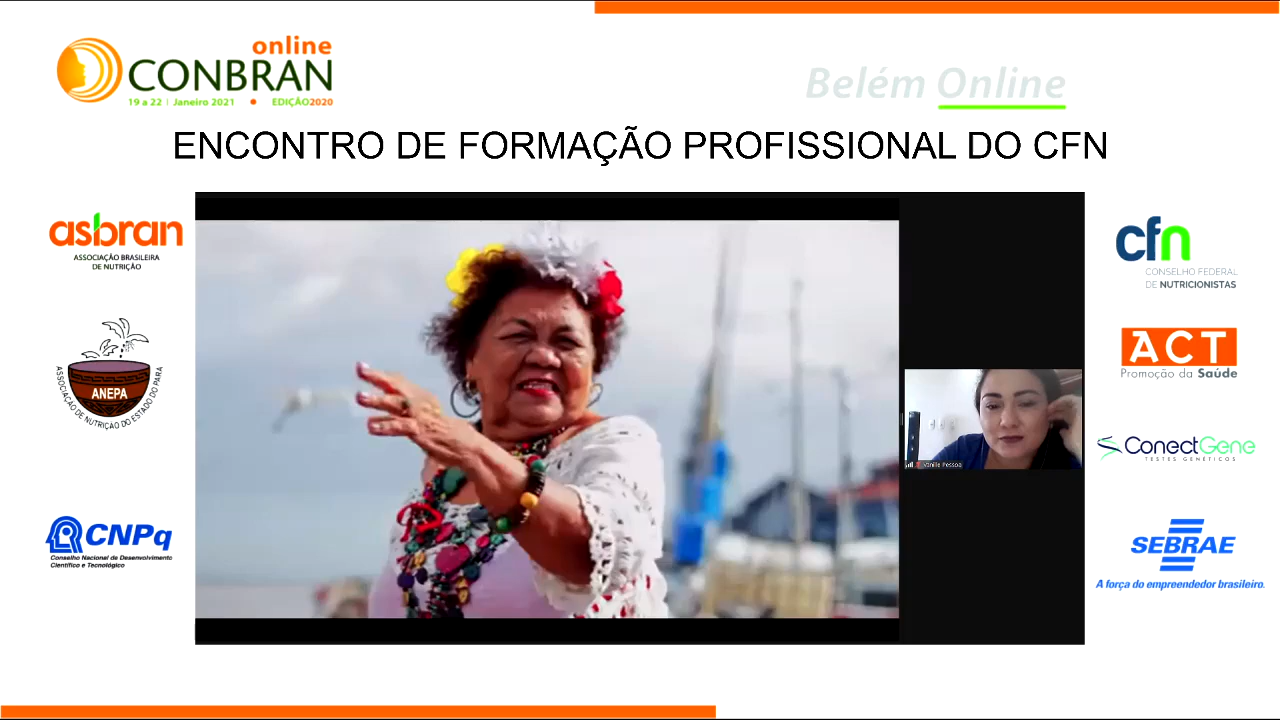 online
CONBRAN
19 a 22 | Janeiro 2021 • EDIÇÃO2020
Belém Online
ENCONTRO DE FORMAÇÃO PROFISSIONAL DO CFN
asbran
ASSOCIAÇÃO BRASILEIRA
DE NUTRIÇÃO
ANEPA
ASSOCIAÇÃO DE NUTRIÇÃO DO ESTADO DO PARÁ
CNPq
Conselho Nacional de Desenvolvimento
Científico e Tecnológico
Vanille Pessoa
cfn
CONSELHO FEDERAL
DE NUTRICIONISTAS
ACT
Promoção da Saúde
ConectGene
TESTES GENÉTICOS
SEBRAE
A força do empreendedor brasileiro.